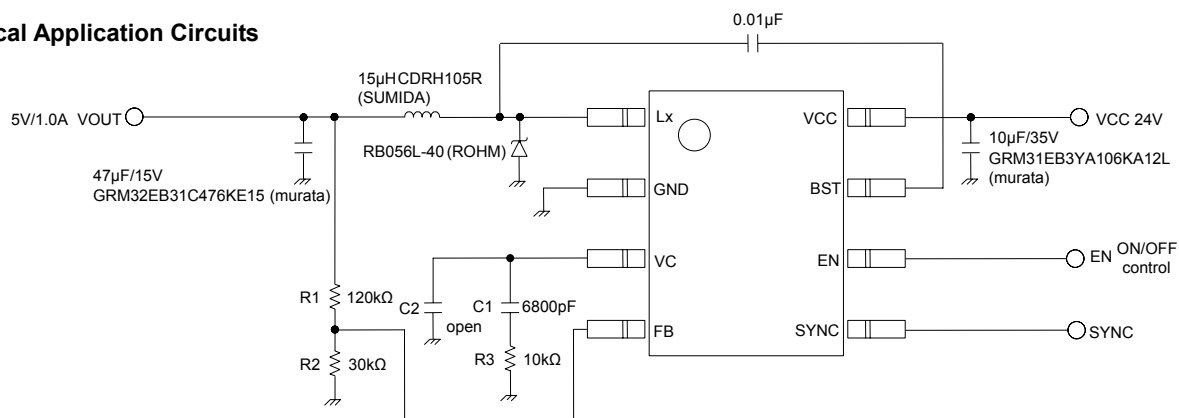 cal Application Circuits
0.01µF
15µH CDRH105R
(SUMIDA)
5V/1.0A VOUT
Lx
VCC
VCC 24V
RB056L-40 (ROHM)
10µF/35V
GRM31EB3YA106KA12L
(murata)
47µF/15V
GRM32EB31C476KE15 (murata)
GND
BST
VC
EN
EN ON/OFF
control
R1 120kΩ
C2
open
C1 6800pF
FB
SYNC
SYNC
R2 30kΩ
R3 10kΩ